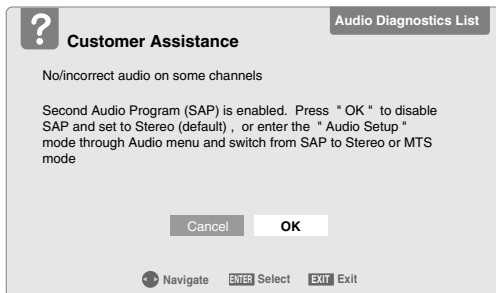 Audio Diagnostics List
?
Customer Assistance
No/incorrect audio on some channels
Second Audio Program (SAP) is enabled. Press " OK " to disable
SAP and set to Stereo (default) , or enter the " Audio Setup "
mode through Audio menu and switch from SAP to Stereo or MTS
mode
Cancel OK
Navigate ENTER Select EXIT Exit